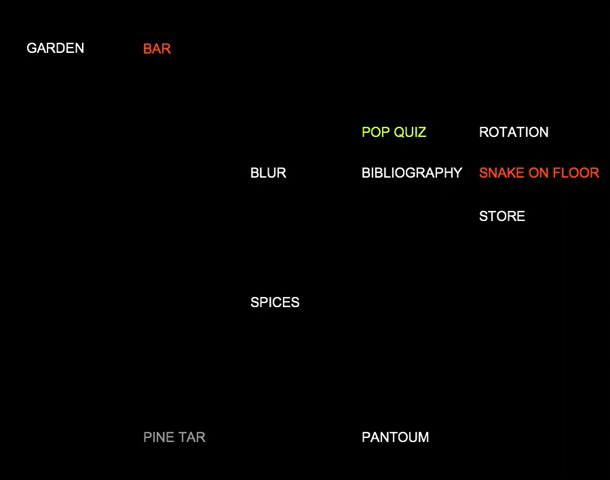 GARDEN BAR
POP QUIZ ROTATION
BLUR BIBLIOGRAPHY SNAKE ON FLOOR
STORE
SPICES
PINE TAR PANTOUM